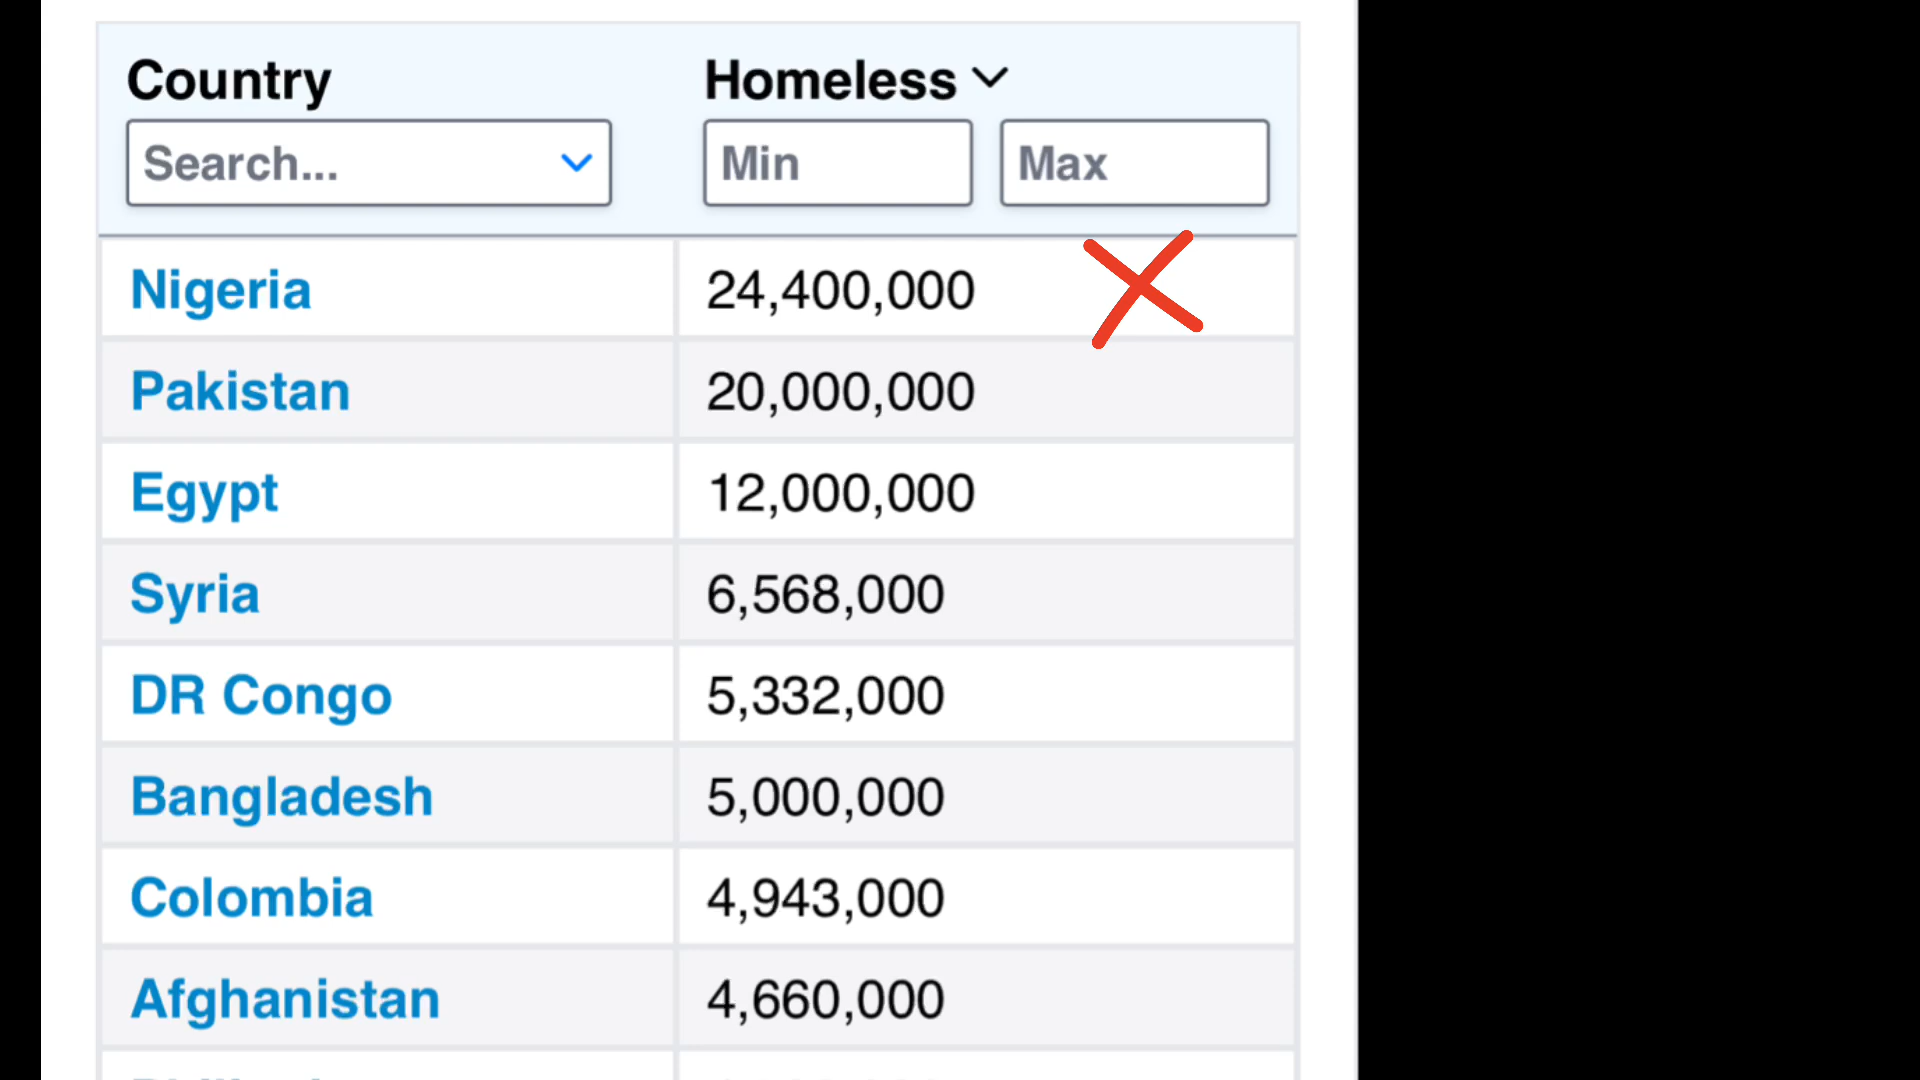 Country Homeless
Search... Min Max
Nigeria 24,400,000
Pakistan 20,000,000
Egypt 12,000,000
Syria 6,568,000
DR Congo 5,332,000
Bangladesh 5,000,000
Colombia 4,943,000
Afghanistan 4,660,000